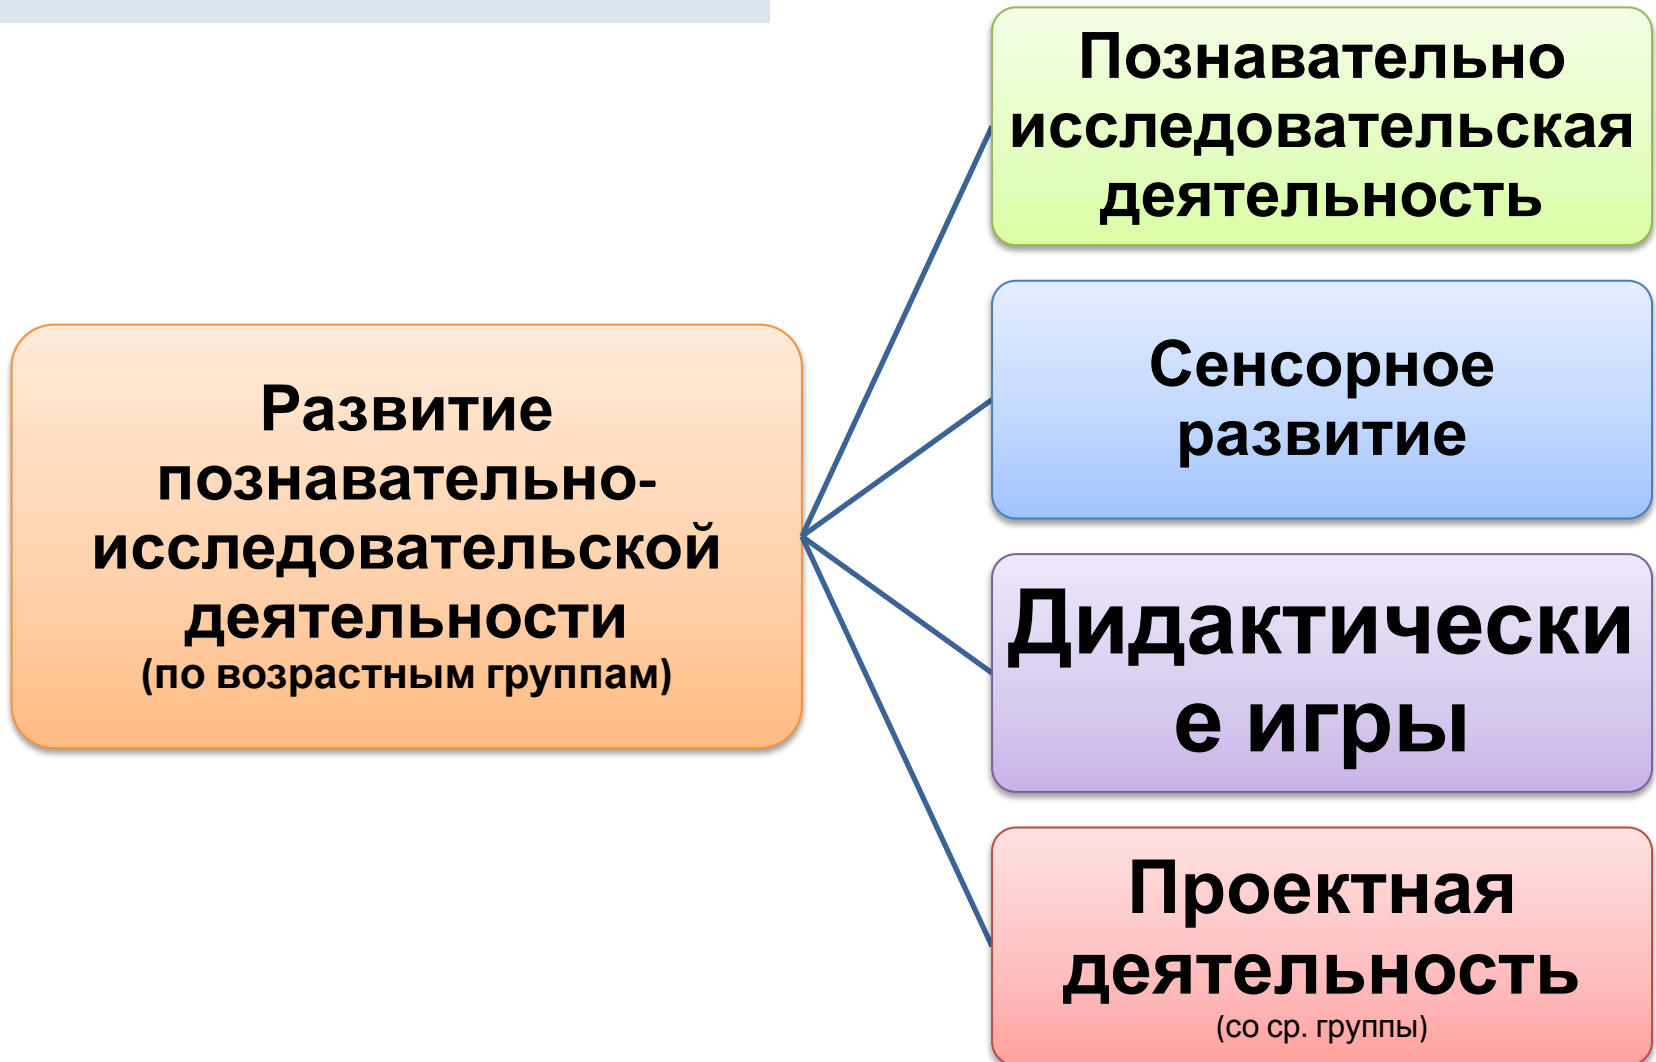 Развитие
познавательно-
исследовательской
деятельности
(по возрастным группам)
Познавательно
исследовательская
деятельность
Сенсорное
развитие
Дидактически
е игры
Проектная
деятельность
(со ср. группы)